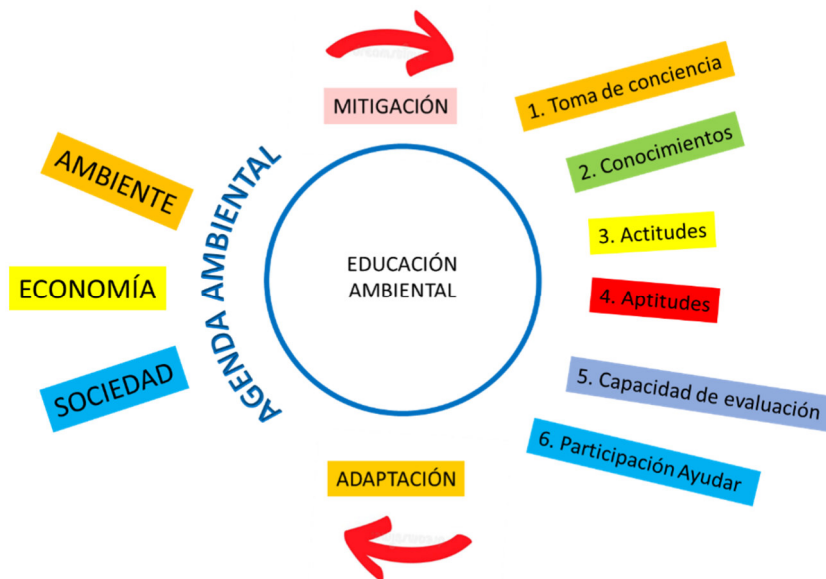 MITIGACIÓN
AMBIENTE
ECONOMÍA
SOCIEDAD
AGENDA AMBIENTAL
EDUCACIÓN
AMBIENTAL
1. Toma de conciencia
2. Conocimientos
3. Actitudes
4. Aptitudes
5. Capacidad de evaluación
6. Participación Ayudar
ADAPTACIÓN